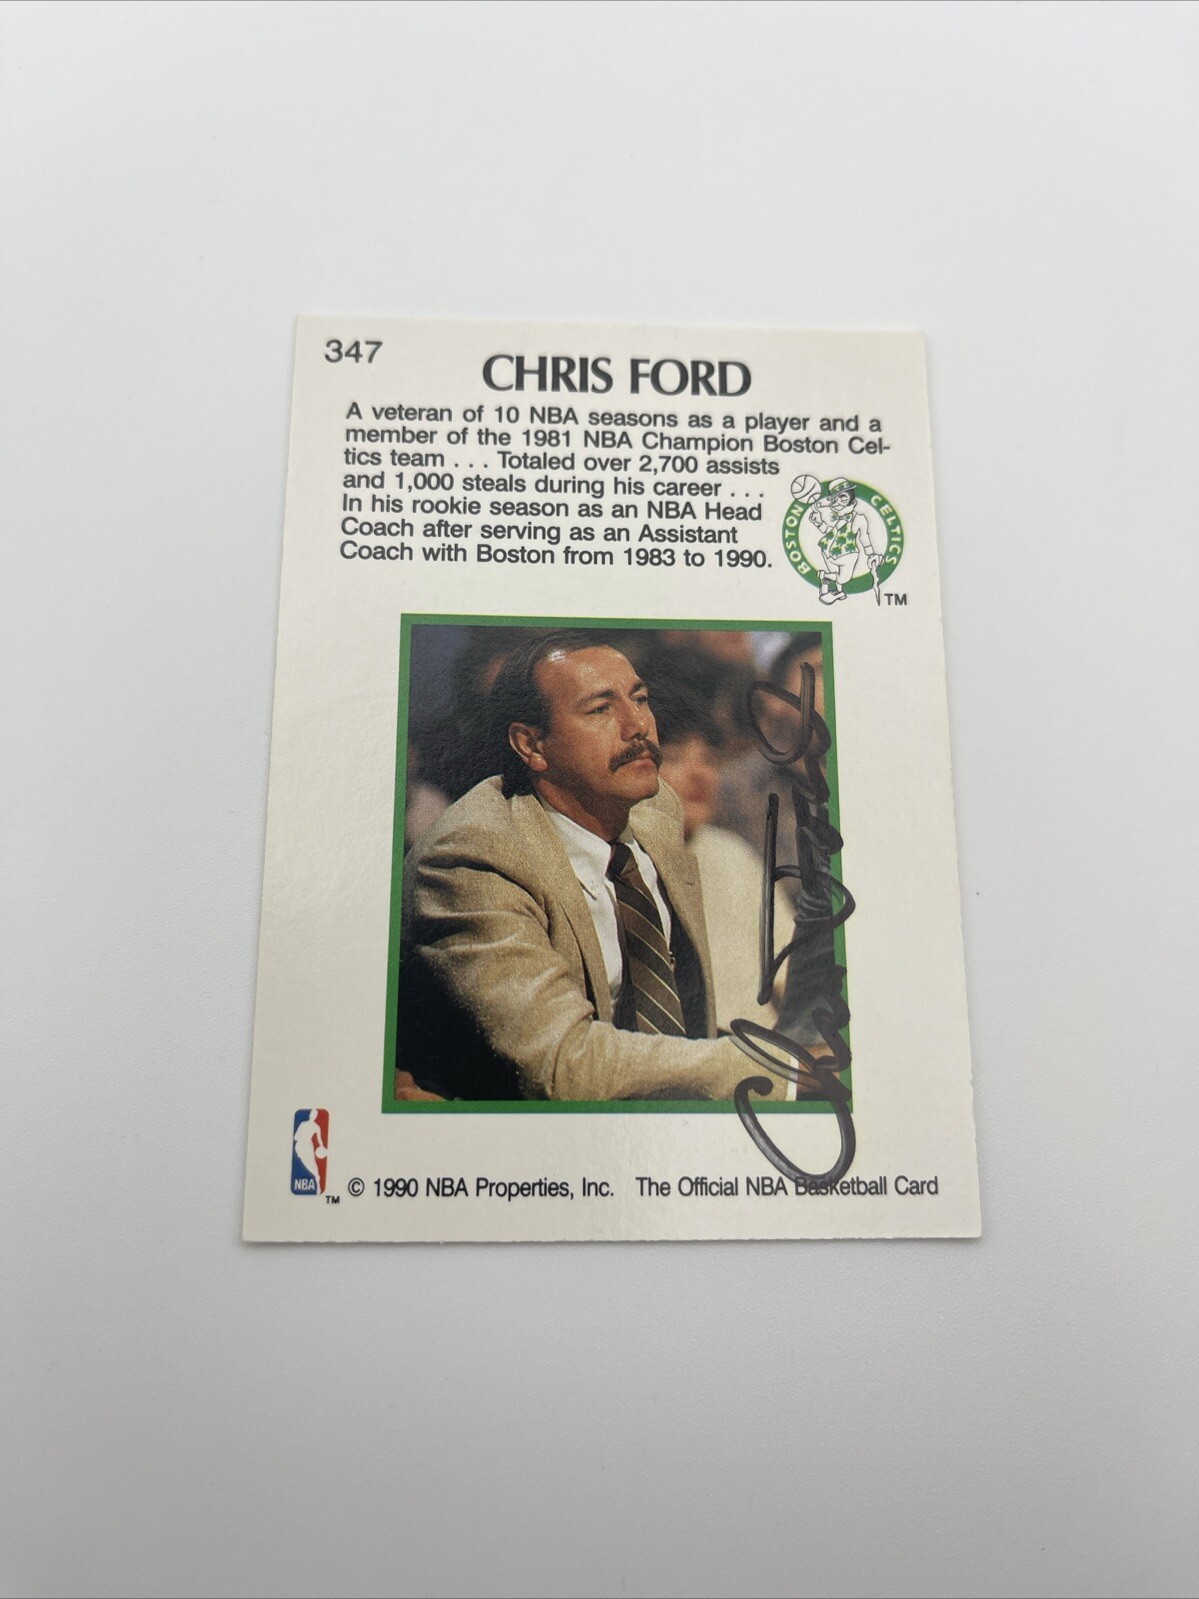 347
CHRIS FORD
A veteran of 10 NBA seasons as a player and a
member of the 1981 NBA Champion Boston Cel-
tics team . . . Totaled over 2,700 assists
and 1,000 steals during his career . . .
In his rookie season as an NBA Head
Coach after serving as an Assistant
Coach with Boston from 1983 to 1990.
BOSTON CELTICS
TM
Chris Ford
NBA
TM
© 1990 NBA Properties, Inc. The Official NBA Basketball Card